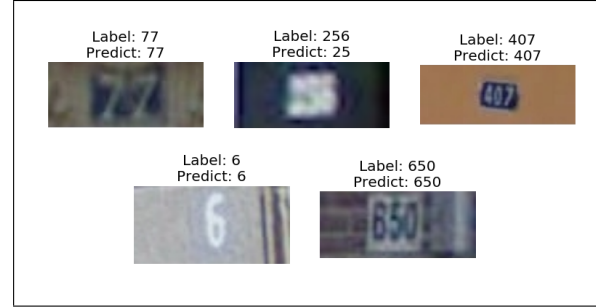 Label: 77
Predict: 77
Label: 256
Predict: 25
Label: 407
Predict: 407
77
256
407
Label: 6
Predict: 6
Label: 650
Predict: 650
6
650